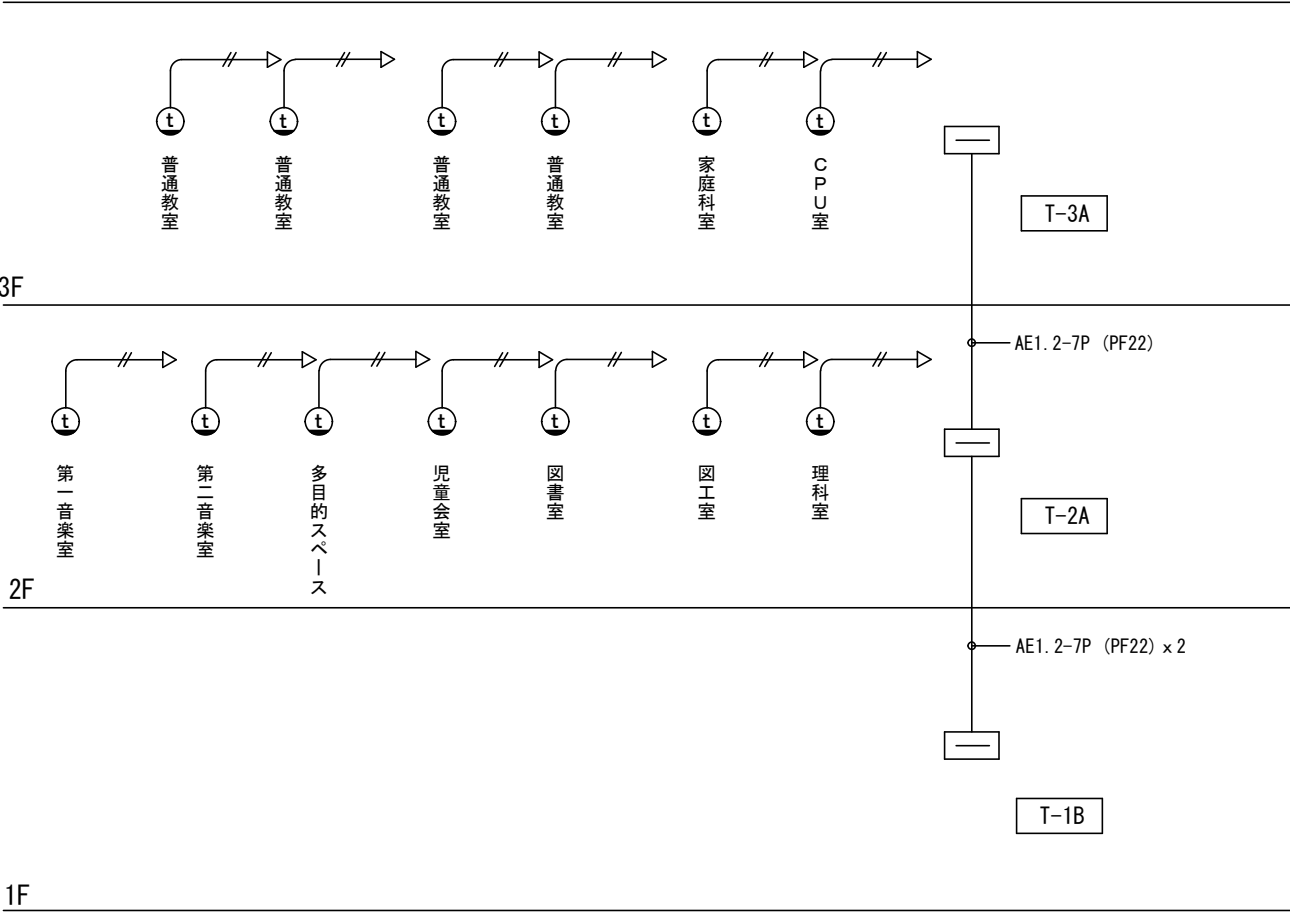 t
t
t
t
t
t
普通教室
普通教室
普通教室
普通教室
家庭科室
CPU室
T-3A
3F
AE1.2-7P (PF22)
t
t
t
t
t
t
t
第一音楽室
第二音楽室
多目的スペース
児童会室
図書室
図工室
理科室
T-2A
2F
AE1.2-7P (PF22) x 2
T-1B
1F